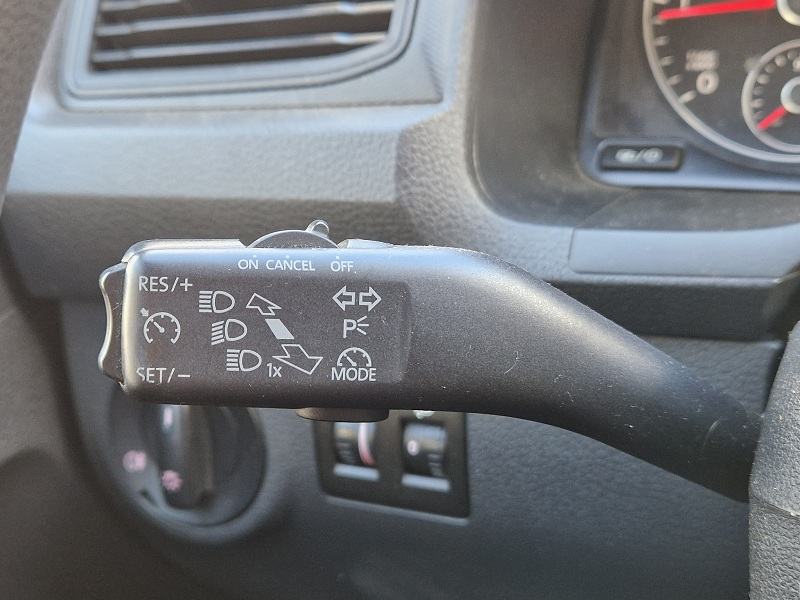 ON CANCEL OFF
RES/+
P
SET/-
1x
MODE